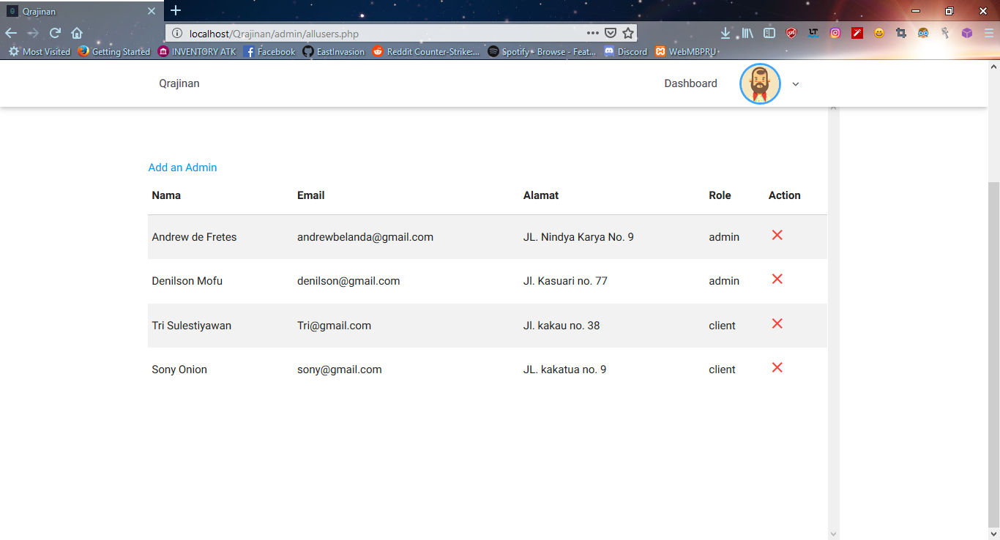 Qrajinan
localhost/Qrajinan/admin/allusers.php
LT
Most Visited Getting Started INVENTORY ATK Facebook EastInvasion Reddit Counter-Strike:... Spotify - Browse - Feat... Discord WebMBPRU
Qrajinan Dashboard
Add an Admin
Nama Email Alamat Role Action
Andrew de Fretes andrewbelanda@gmail.com JL. Nindya Karya No. 9 admin
Denilson Mofu denilson@gmail.com Jl. Kasuari no. 77 admin
Tri Sulestiyawan Tri@gmail.com Jl. kakau no. 38 client
Sony Onion sony@gmail.com JL. kakatua no. 9 client